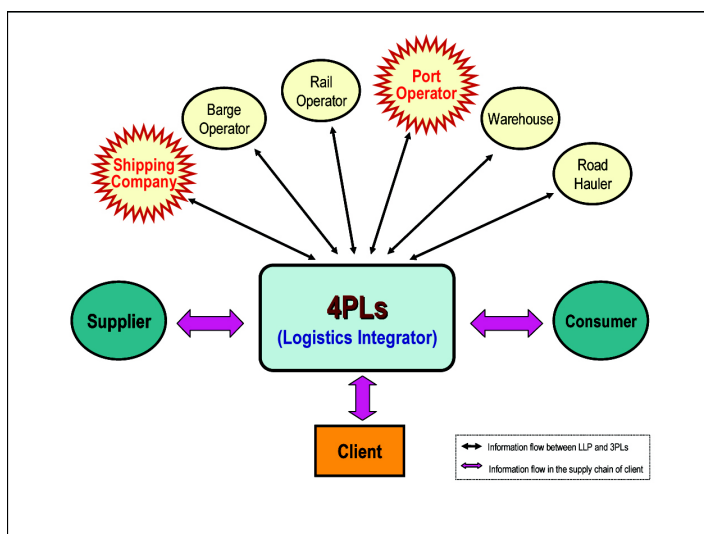 Port
Operator
Rail
Operator
Barge
Operator
Warehouse
Shipping
Company
Road
Hauler
4PLs
(Logistics Integrator)
Supplier
Consumer
Client
Information flow between LLP and 3PLs
Information flow in the supply chain of client